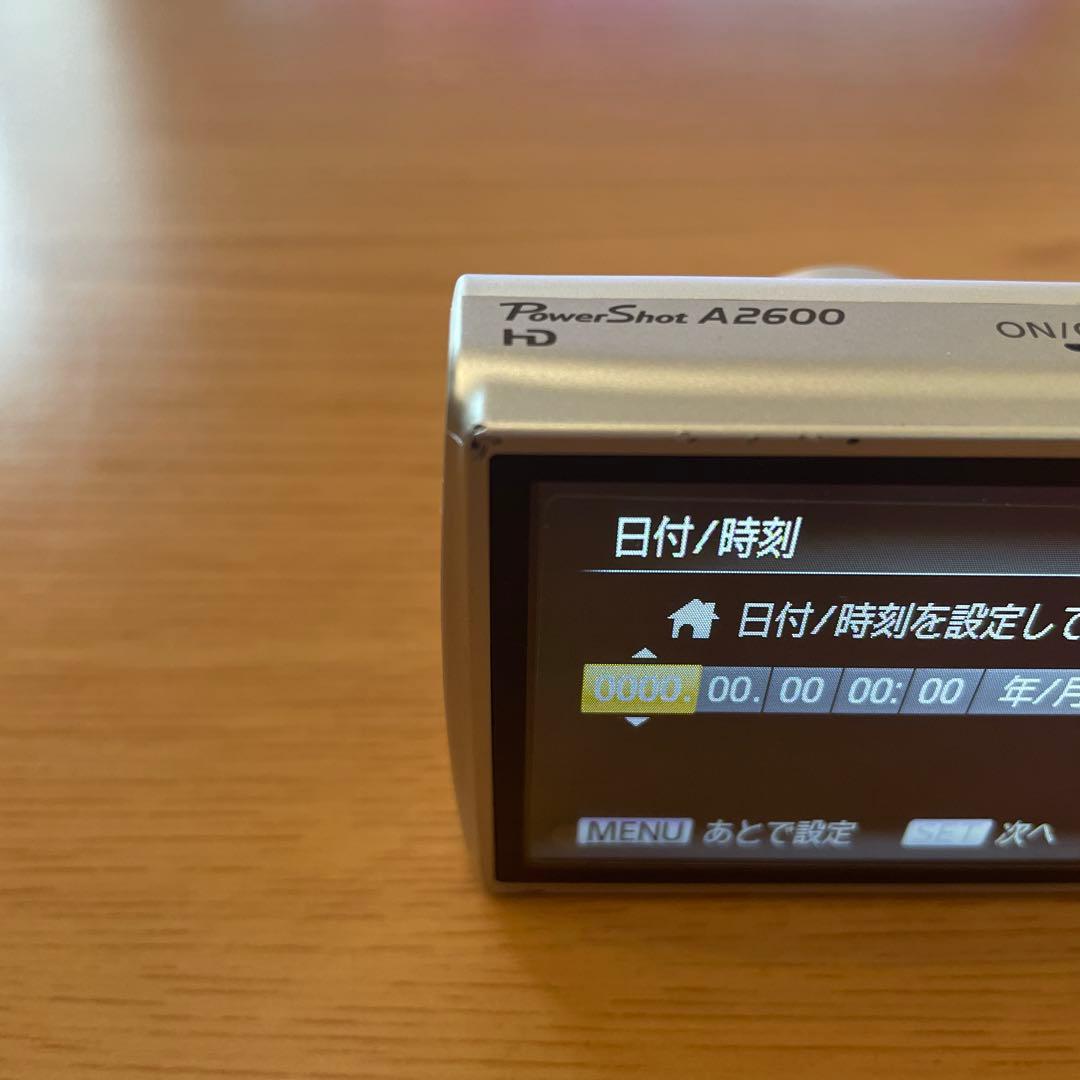 PowerShot A2600
HD
ON/
日付/時刻
日付/時刻を設定して
0000. 00. 00 00: 00 年/月
MENU あとで設定 SET 次へ